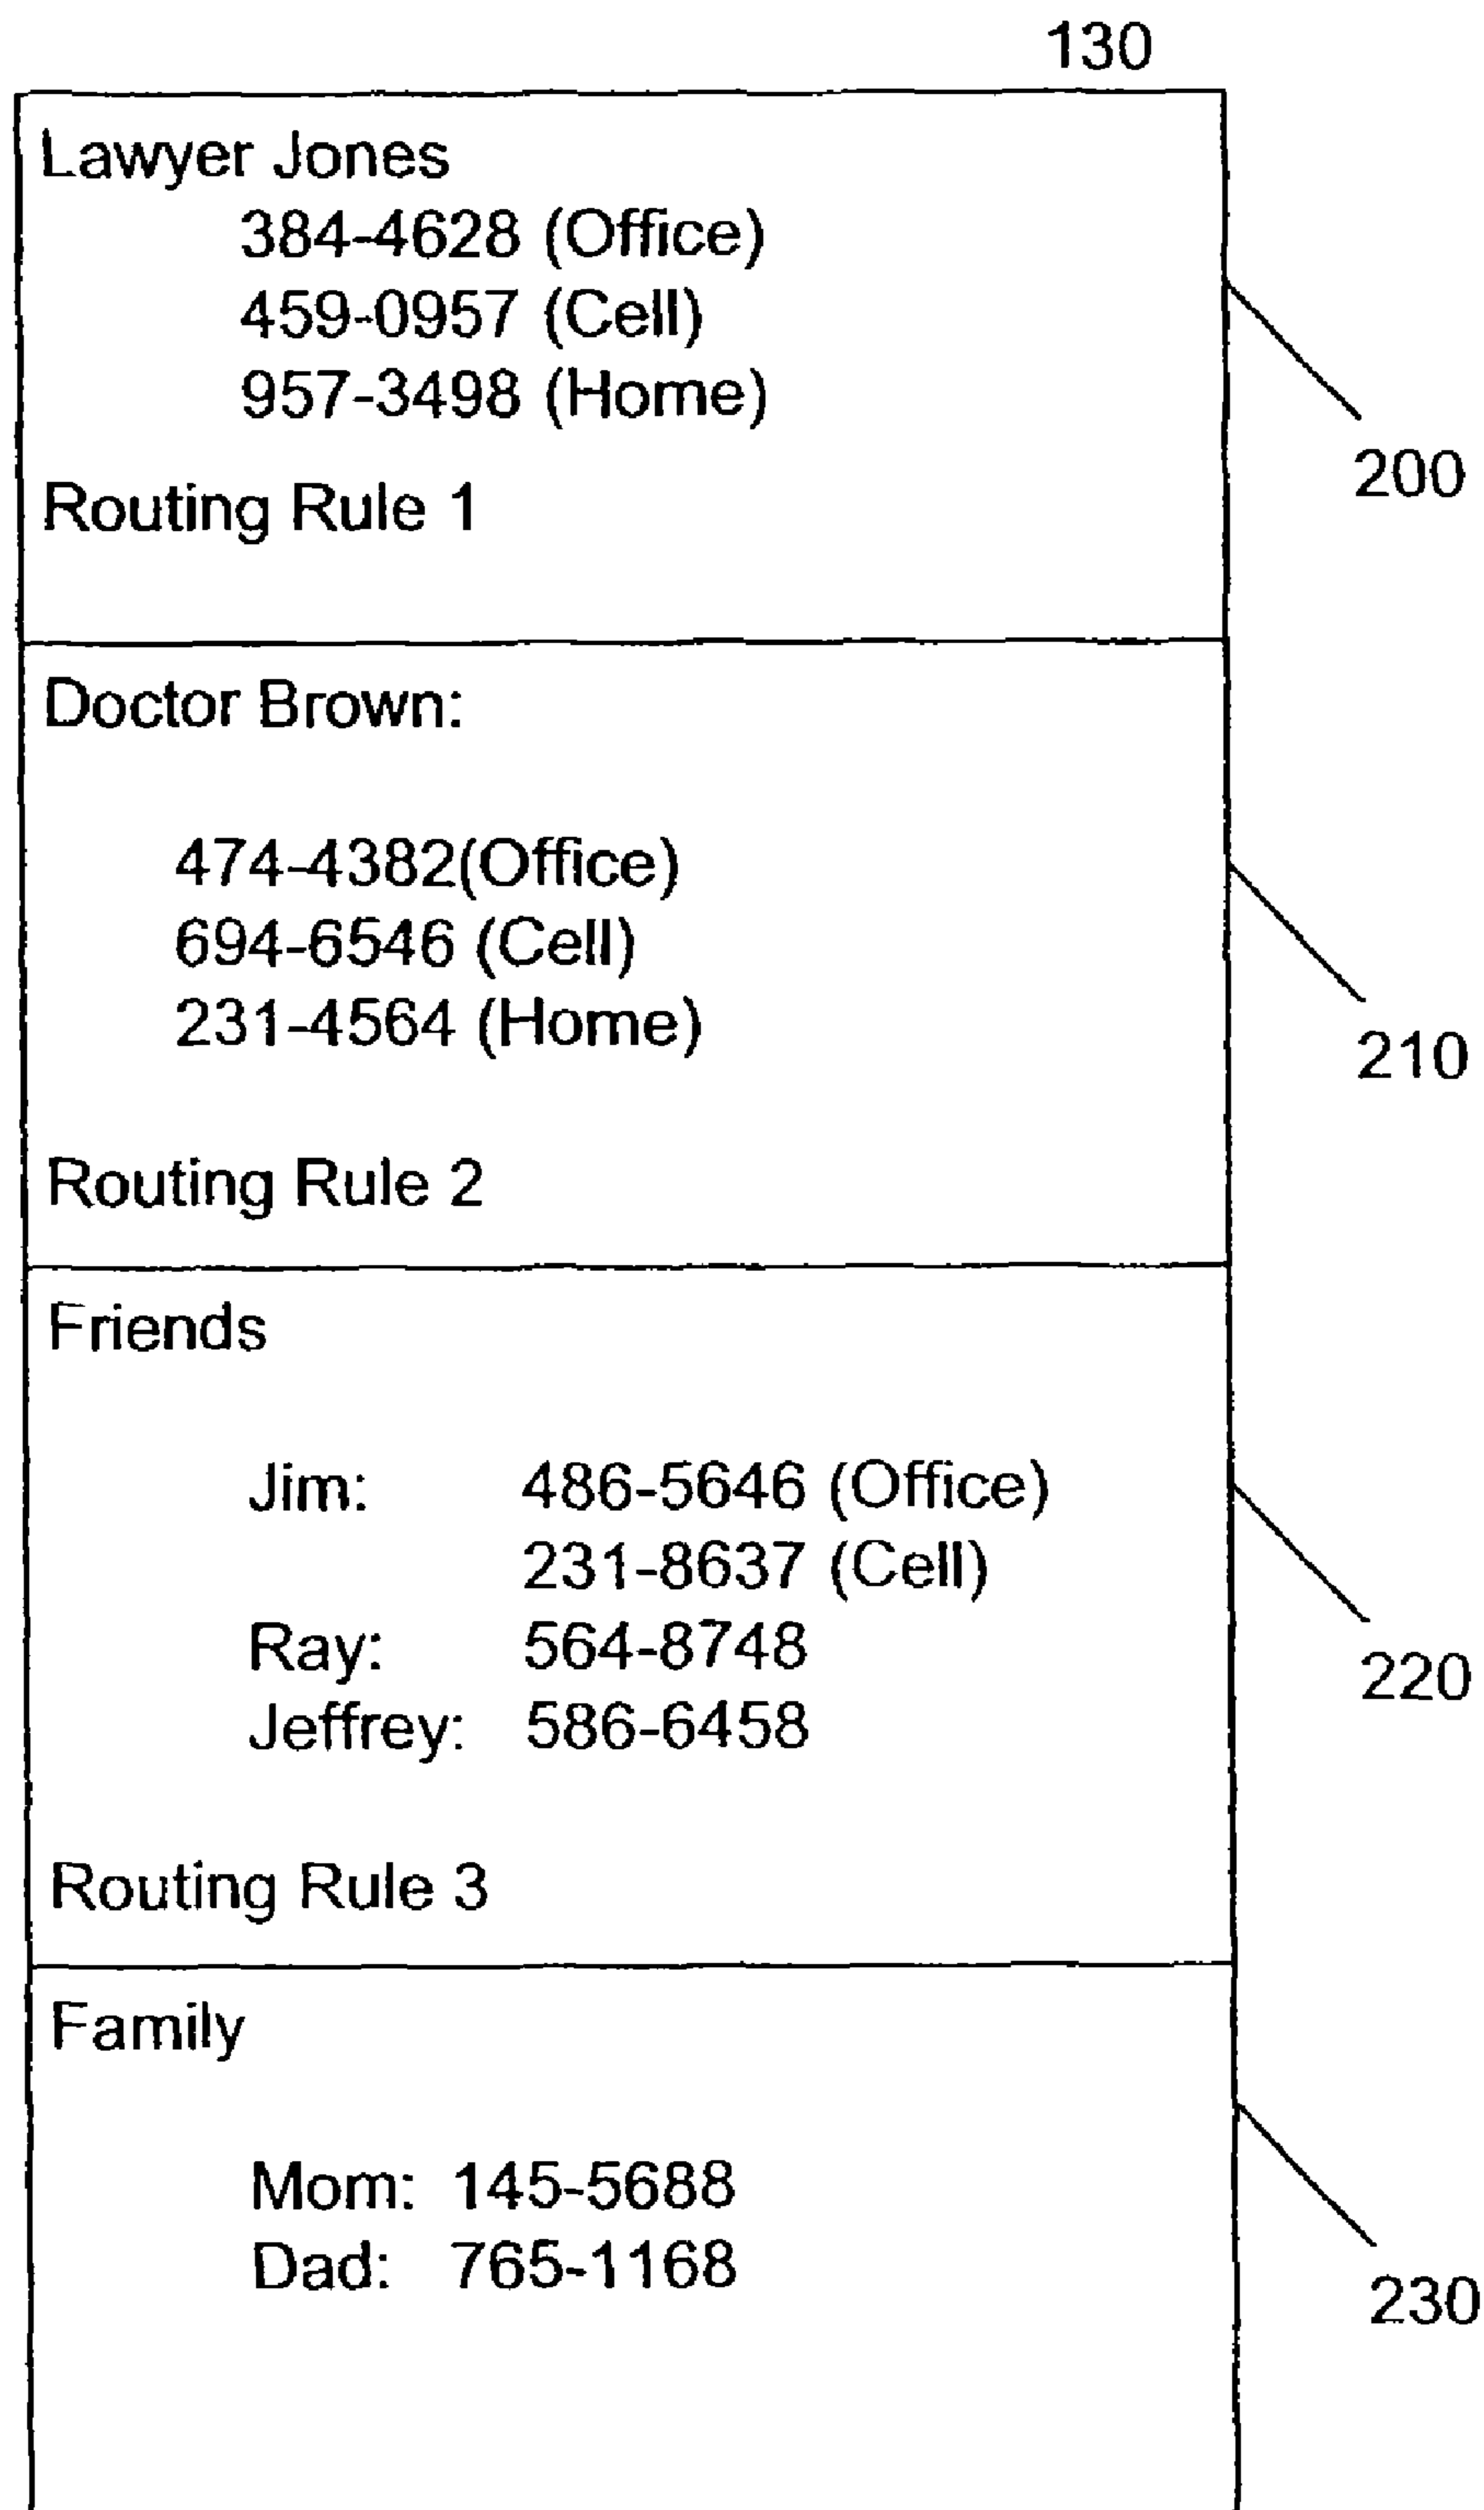 130
Lawyer Jones
384-4628 (Office)
459-0957 (Cell)
957-3498 (Home)
200
Routing Rule 1
Doctor Brown:
474-4382(Office)
694-6546 (Cell)
231-4564 (Home)
210
Routing Rule 2
Friends
Jim: 486-5646 (Office)
231-8637 (Cell)
Ray: 564-8748
220
Jeffrey: 586-6458
Routing Rule 3
Family
Mom: 145-5688
Dad: 765-1168
230